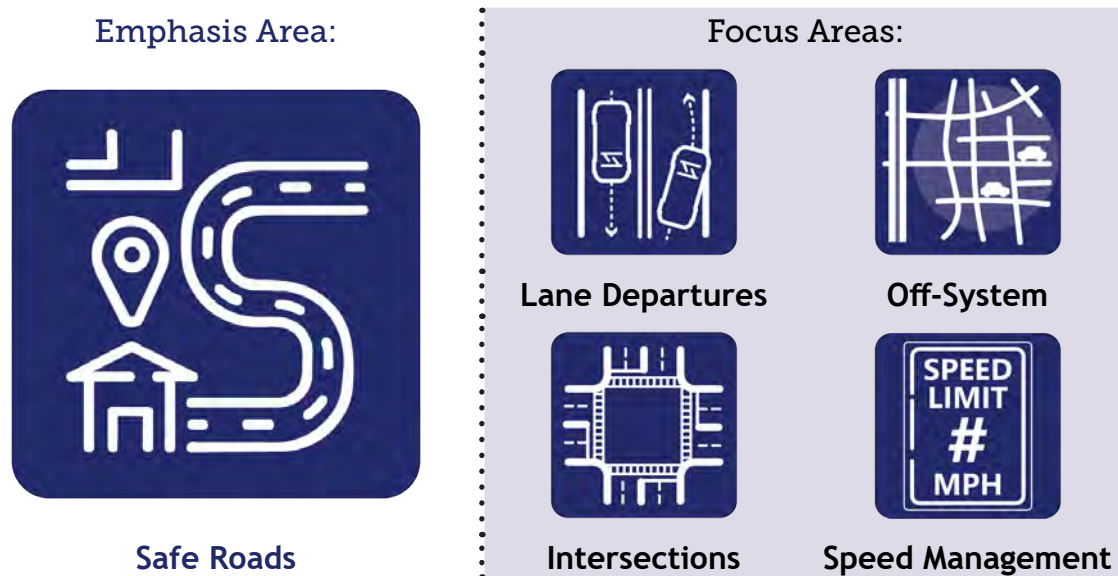 Emphasis Area:
Safe Roads
Focus Areas:
Lane Departures
Off-System
SPEED
LIMIT
#
MPH
Intersections
Speed Management